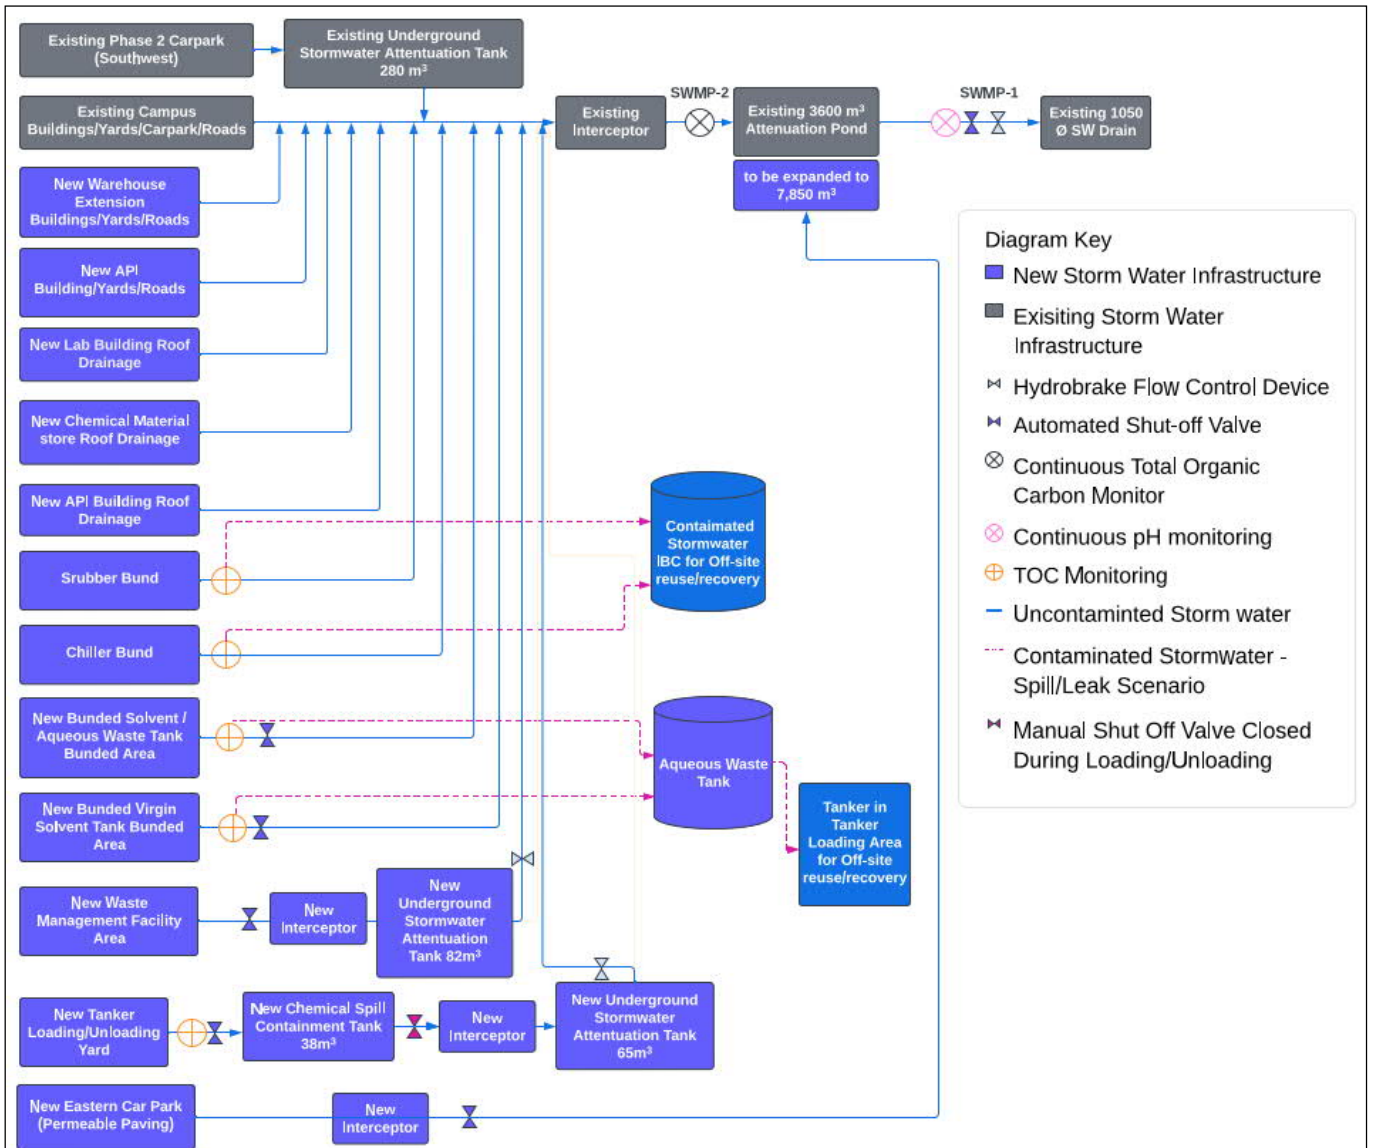 Existing Phase 2 Carpark
(Southwest)
Existing Underground
Stormwater Attentuation Tank
280 m³
Existing Campus
Buildings/Yards/Carpark/Roads
Existing
Interceptor
SWMP-2
Existing 3600 m³
Attenuation Pond
SWMP-1
Existing 1050
Ø SW Drain
to be expanded to
7,850 m³
New Warehouse
Extension
Buildings/Yards/Roads
New API
Building/Yards/Roads
New Lab Building Roof
Drainage
New Chemical Material
store Roof Drainage
New API Building Roof
Drainage
Srubber Bund
Chiller Bund
New Bunded Solvent /
Aqueous Waste Tank
Bunded Area
New Bunded Virgin
Solvent Tank Bunded
Area
New Waste
Management Facility
Area
New
Interceptor
New
Underground
Stormwater
Attentuation
Tank 82m³
New Tanker
Loading/Unloading
Yard
New Chemical Spill
Containment Tank
38m³
New
Interceptor
New Underground
Stormwater
Attentuation Tank
65m³
New Eastern Car Park
(Permeable Paving)
New
Interceptor
Contaimated
Stormwater
IBC for Off-site
reuse/recovery
Aqueous Waste
Tank
Tanker in
Tanker
Loading Area
for Off-site
reuse/recovery
Diagram Key
New Storm Water Infrastructure
Exisiting Storm Water
Infrastructure
Hydrobrake Flow Control Device
Automated Shut-off Valve
Continuous Total Organic
Carbon Monitor
Continuous pH monitoring
TOC Monitoring
Uncontaminted Storm water
Contaminated Stormwater -
Spill/Leak Scenario
Manual Shut Off Valve Closed
During Loading/Unloading